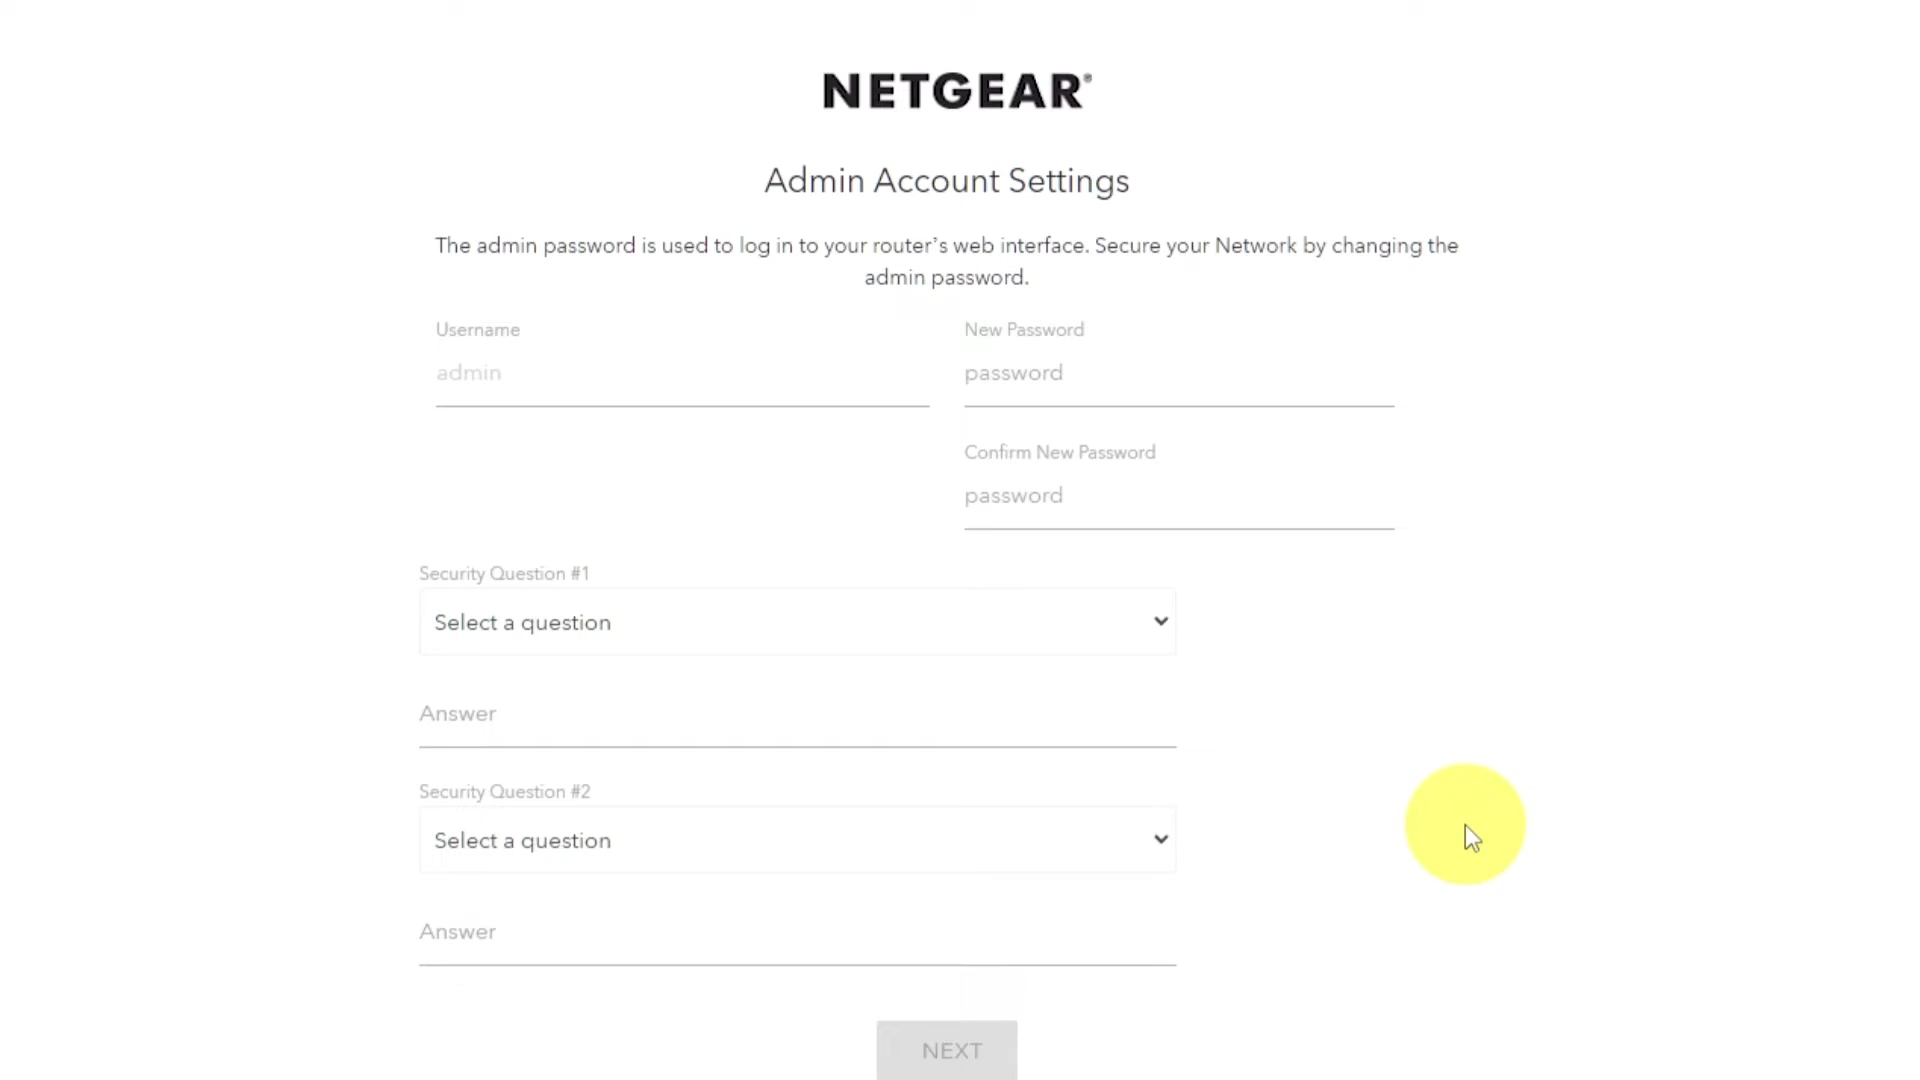 NETGEAR®
Admin Account Settings
The admin password is used to log in to your router’s web interface. Secure your Network by changing the
admin password.
Username
admin
New Password
password
Confirm New Password
password
Security Question #1
Select a question
Answer
Security Question #2
Select a question
Answer
NEXT